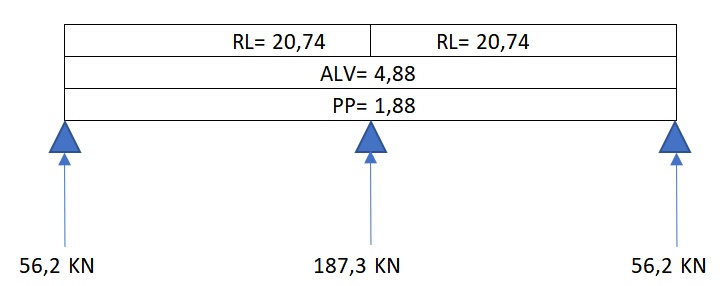 RL= 20,74 RL= 20,74
ALV= 4,88
PP= 1,88
56,2 KN 187,3 KN 56,2 KN